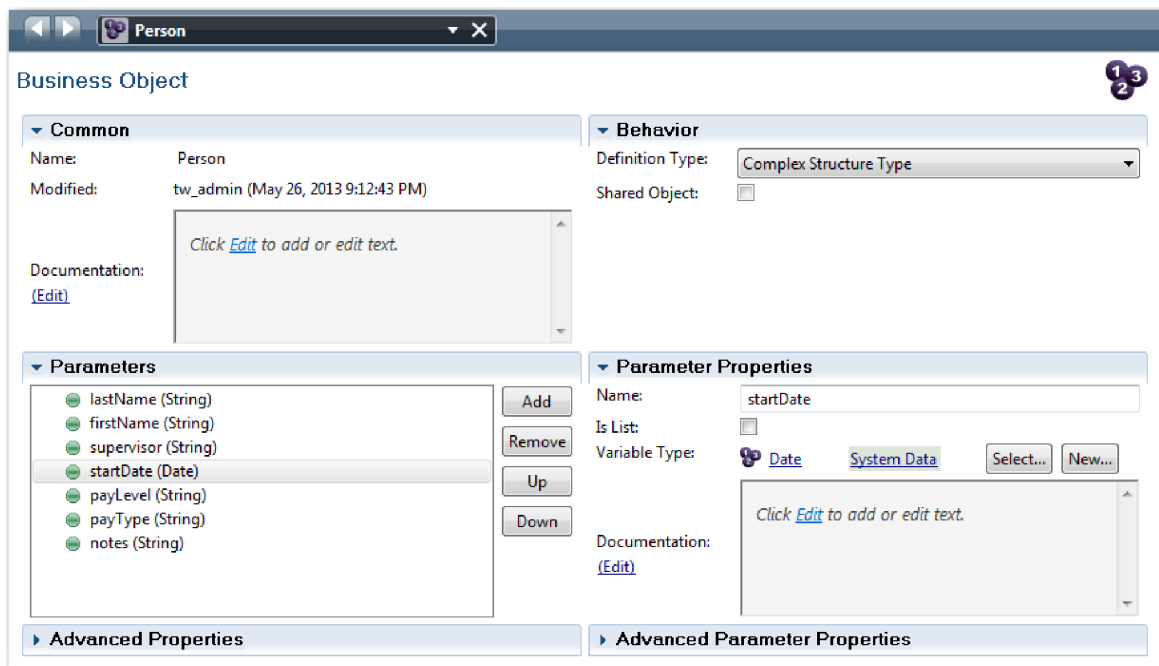 Person
Business Object
1 2 3
Common
Name: Person
Modified: tw_admin (May 26, 2013 9:12:43 PM)
Click Edit to add or edit text.
Documentation:
(Edit)
Behavior
Definition Type: Complex Structure Type
Shared Object:
Parameters
lastName (String)
firstName (String)
supervisor (String)
startDate (Date)
payLevel (String)
payType (String)
notes (String)
Add
Remove
Up
Down
Parameter Properties
Name: startDate
Is List:
Variable Type: Date System Data Select... New...
Click Edit to add or edit text.
Documentation:
(Edit)
Advanced Properties
Advanced Parameter Properties